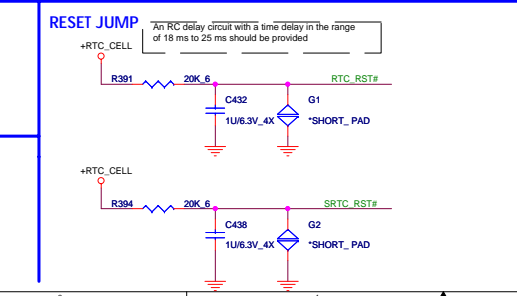 RESET JUMP
An RC delay circuit with a time delay in the range
of 18 ms to 25 ms should be provided
+RTC_CELL
R391 20K_6 RTC_RST#
C432 G1
1U/6.3V_4X *SHORT_ PAD
+RTC_CELL
R394 20K_6 SRTC_RST#
C438 G2
1U/6.3V_4X *SHORT_ PAD